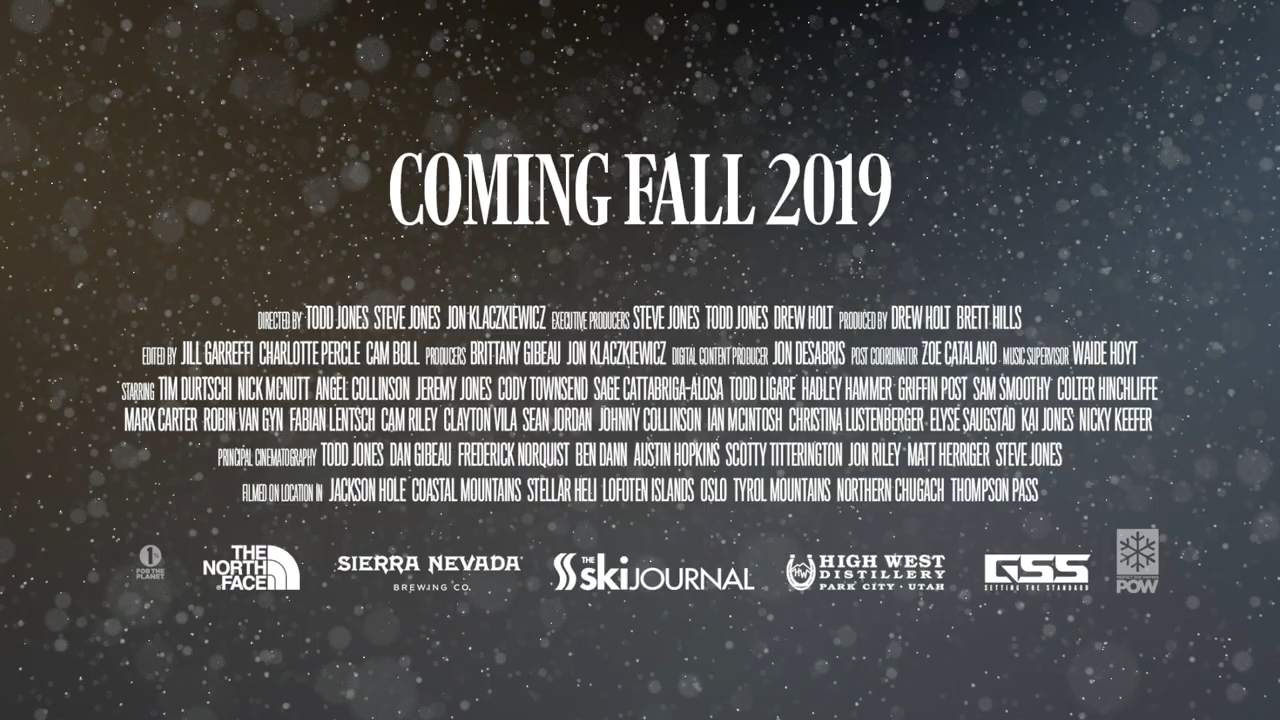 COMING FALL 2019
DIRECTED BY TODD JONES STEVE JONES JON KLACZKIEWICZ EXECUTIVE PRODUCERS STEVE JONES TODD JONES DREW HOLT PRODUCED BY DREW HOLT BRETT HILLS
EDITED BY JILL GARREFFI CHARLOTTE PERCLE CAM BOLL PRODUCERS BRITTANY GIBEAU JON KLACZKIEWICZ DIGITAL CONTENT PRODUCER JON DESABRIS POST COORDINATOR ZOE CATALANO MUSIC SUPERVISOR WAIDE HOYT
STARRING TIM DURTSCHI NICK MCNUTT ANGEL COLLINSON JEREMY JONES CODY TOWNSEND SAGE CATTABRIGA-ALOSA TODD LIGARE HADLEY HAMMER GRIFFIN POST SAM SMOOTHY COLTER HINCHLIFFE
MARK CARTER ROBIN VAN GYN FABIAN LENTSCH CAM RILEY CLAYTON VILA SEAN JORDAN JOHNNY COLLINSON IAN MCINTOSH CHRISTINA LUSTENBERGER ELYSE SAUGSTAD KAI JONES NICKY KEEFER
PRINCIPAL CINEMATOGRAPHY TODD JONES DAN GIBEAU FREDERICK NORQUIST BEN DANN AUSTIN HOPKINS SCOTTY TITTERINGTON JON RILEY MATT HERRIGER STEVE JONES
FILMED ON LOCATION IN JACKSON HOLE COASTAL MOUNTAINS STELLAR HELI LOFOTEN ISLANDS OSLO TYROL MOUNTAINS NORTHERN CHUGACH THOMPSON PASS
1%
FOR THE
PLANET
THE
NORTH
FACE
SIERRA NEVADA
BREWING CO.
THE
ski JOURNAL
HW
HIGH WEST
DISTILLERY
PARK CITY · UTAH
GSS
SETTING THE STANDARD
PROTECT OUR WINTERS
POW